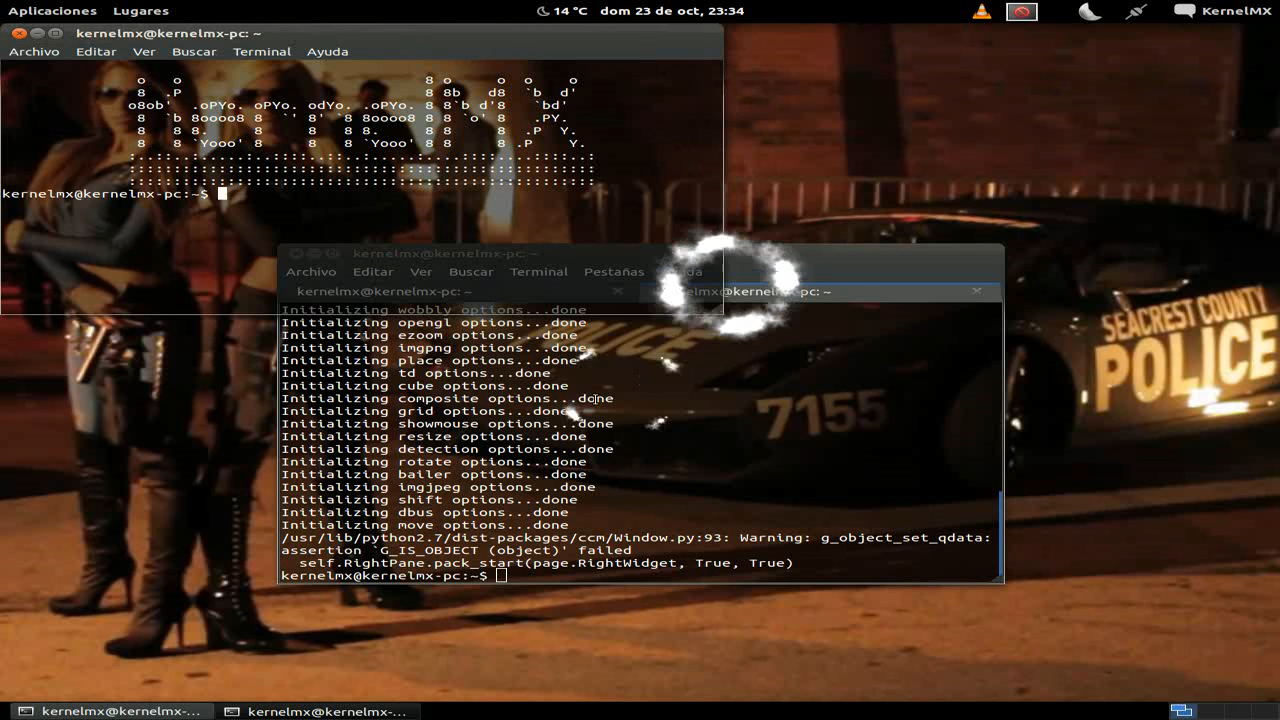 Aplicaciones Lugares 14 °C dom 23 de oct, 23:34 KernelMX
kernelmx@kernelmx-pc: ~
Archivo Editar Ver Buscar Terminal Ayuda
kernelmx@kernelmx-pc:~$
kernelmx@kernelmx-pc: ~
Archivo Editar Ver Buscar Terminal Pestañas
kernelmx@kernelmx-pc: ~
Initializing wobbly options...done
Initializing opengl options...done
Initializing ezoom options...done
Initializing imgpng options...done
Initializing place options...done
Initializing td options...done
Initializing cube options...done
Initializing composite options...done
Initializing grid options...done
Initializing showmouse options...done
Initializing resize options...done
Initializing detection options...done
Initializing rotate options...done
Initializing bailer options...done
Initializing imgjpeg options...done
Initializing shift options...done
Initializing dbus options...done
Initializing move options...done
/usr/lib/python2.7/dist-packages/ccm/Window.py:93: Warning: g_object_set_qdata:
assertion `G_IS_OBJECT (object)' failed
self.RightPane.pack_start(page.RightWidget, True, True)
kernelmx@kernelmx-pc:~$
POLICE
7155
SEACREST COUNTY
POLICE
kernelmx@kernelmx-... kernelmx@kernelmx-...